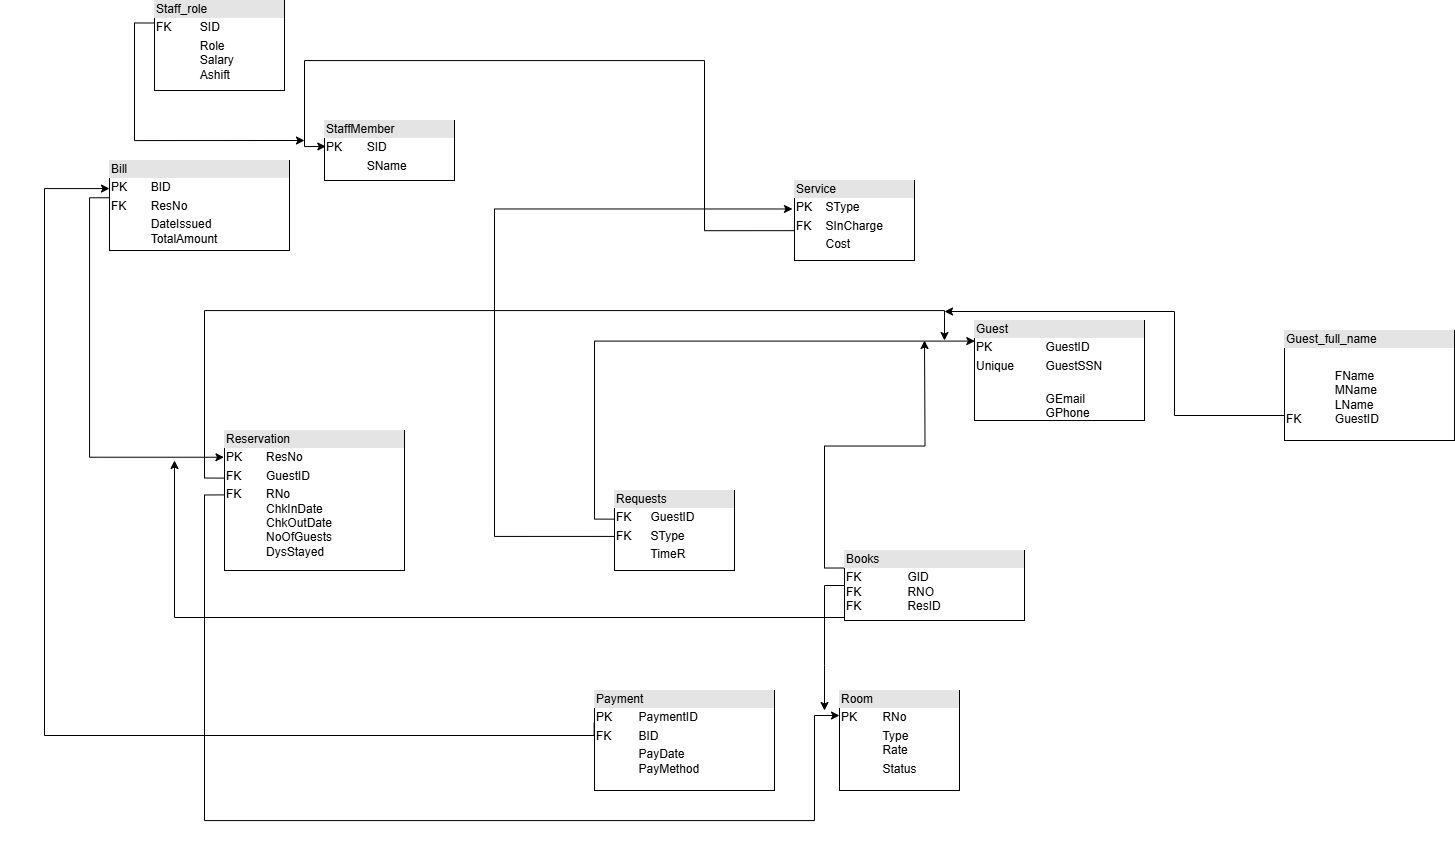 Staff_role
FK SID
Role
Salary
Ashift
StaffMember
PK SID
SName
Bill
PK BID
FK ResNo
DateIssued
TotalAmount
Service
PK SType
FK SInCharge
Cost
Guest
PK GuestID
Unique GuestSSN
GEmail
GPhone
Guest_full_name
FName
MName
LName
FK GuestID
Reservation
PK ResNo
FK GuestID
FK RNo
ChkInDate
ChkOutDate
NoOfGuests
DysStayed
Requests
FK GuestID
FK SType
TimeR
Books
FK GID
FK RNO
FK ResID
Payment
PK PaymentID
FK BID
PayDate
PayMethod
Room
PK RNo
Type
Rate
Status